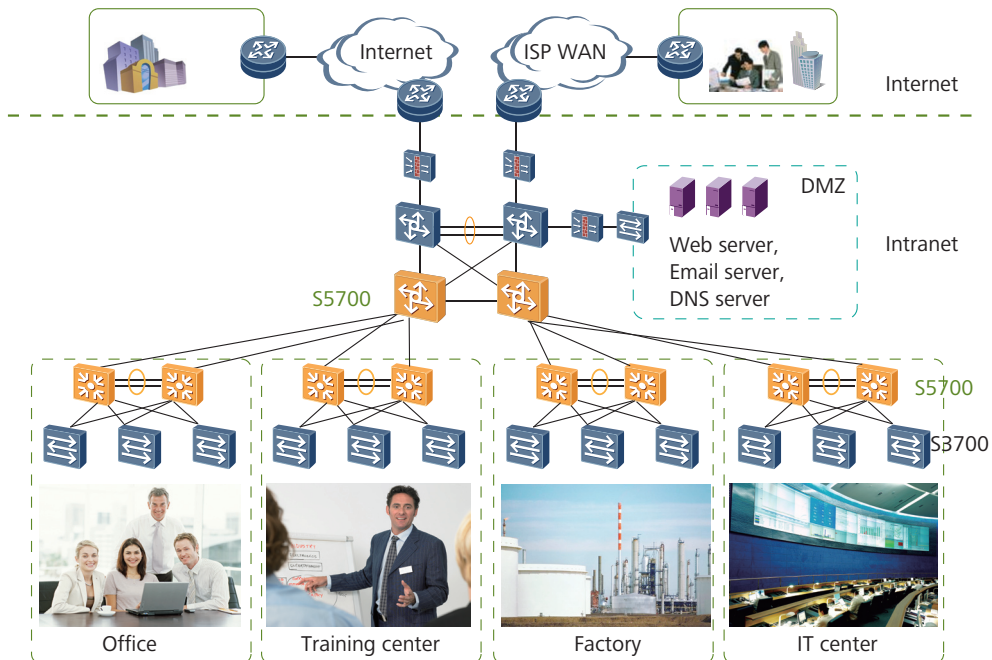 Internet
ISP WAN
Internet
DMZ
Web server,
Email server,
DNS server
Intranet
S5700
S5700
S3700
Office
Training center
Factory
IT center